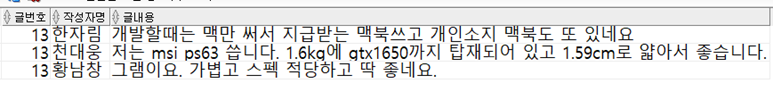 글번호 작성자명 글내용
13 한자림 개발할때는 맥만 써서 지급받는 맥북쓰고 개인소지 맥북도 또 있네요
13 천대웅 저는 msi ps63 씁니다. 1.6kg에 gtx1650까지 탑재되어 있고 1.59cm로 얇아서 좋습니다.
13 황남창 그램이요. 가볍고 스펙 적당하고 딱 좋네요.